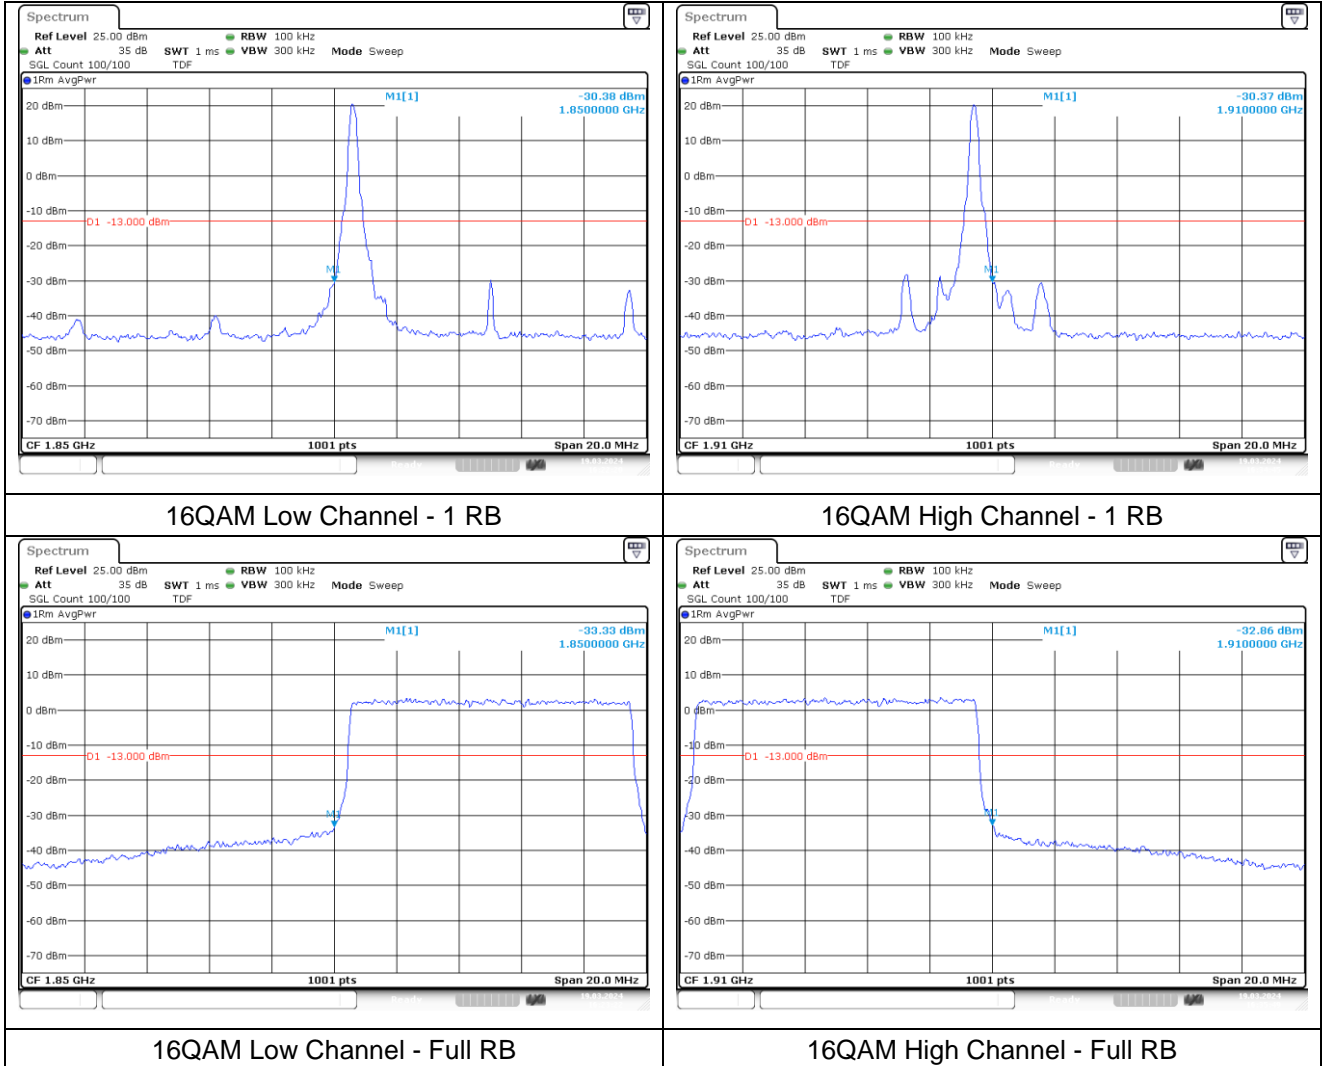 Spectrum
Ref Level 25.00 dBm RBW 100 kHz
Att 35 dB SWT 1 ms VBW 300 kHz Mode Sweep
SGL Count 100/100 TDF
1Rm AvgPwr
M1[1] -30.38 dBm
1.8500000 GHz
20 dBm
10 dBm
0 dBm
-10 dBm
D1 -13.000 dBm
-20 dBm
M1
-30 dBm
-40 dBm
-50 dBm
-60 dBm
-70 dBm
CF 1.85 GHz 1001 pts Span 20.0 MHz
Ready 19.03.2024
16QAM Low Channel - 1 RB
Spectrum
Ref Level 25.00 dBm RBW 100 kHz
Att 35 dB SWT 1 ms VBW 300 kHz Mode Sweep
SGL Count 100/100 TDF
1Rm AvgPwr
M1[1] -30.37 dBm
1.9100000 GHz
20 dBm
10 dBm
0 dBm
-10 dBm
D1 -13.000 dBm
-20 dBm
M1
-30 dBm
-40 dBm
-50 dBm
-60 dBm
-70 dBm
CF 1.91 GHz 1001 pts Span 20.0 MHz
Ready
16QAM High Channel - 1 RB
Spectrum
Ref Level 25.00 dBm RBW 100 kHz
Att 35 dB SWT 1 ms VBW 300 kHz Mode Sweep
SGL Count 100/100 TDF
1Rm AvgPwr
M1[1] -33.33 dBm
1.8500000 GHz
20 dBm
10 dBm
0 dBm
-10 dBm
D1 -13.000 dBm
-20 dBm
M1
-30 dBm
-40 dBm
-50 dBm
-60 dBm
-70 dBm
CF 1.85 GHz 1001 pts Span 20.0 MHz
Ready 19.03.2024
16QAM Low Channel - Full RB
Spectrum
Ref Level 25.00 dBm RBW 100 kHz
Att 35 dB SWT 1 ms VBW 300 kHz Mode Sweep
SGL Count 100/100 TDF
1Rm AvgPwr
M1[1] -32.86 dBm
1.9100000 GHz
20 dBm
10 dBm
0 dBm
-10 dBm
D1 -13.000 dBm
-20 dBm
M1
-30 dBm
-40 dBm
-50 dBm
-60 dBm
-70 dBm
CF 1.91 GHz 1001 pts Span 20.0 MHz
Ready
16QAM High Channel - Full RB